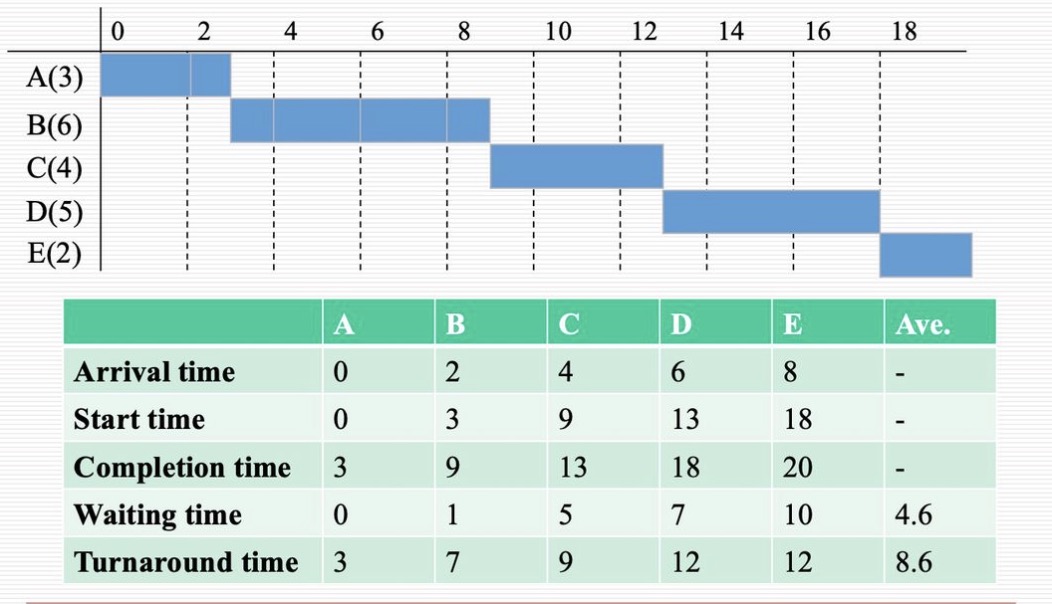 0 2 4 6 8 10 12 14 16 18
A(3)
B(6)
C(4)
D(5)
E(2)
A B C D E Ave.
Arrival time 0 2 4 6 8 -
Start time 0 3 9 13 18 -
Completion time 3 9 13 18 20 -
Waiting time 0 1 5 7 10 4.6
Turnaround time 3 7 9 12 12 8.6